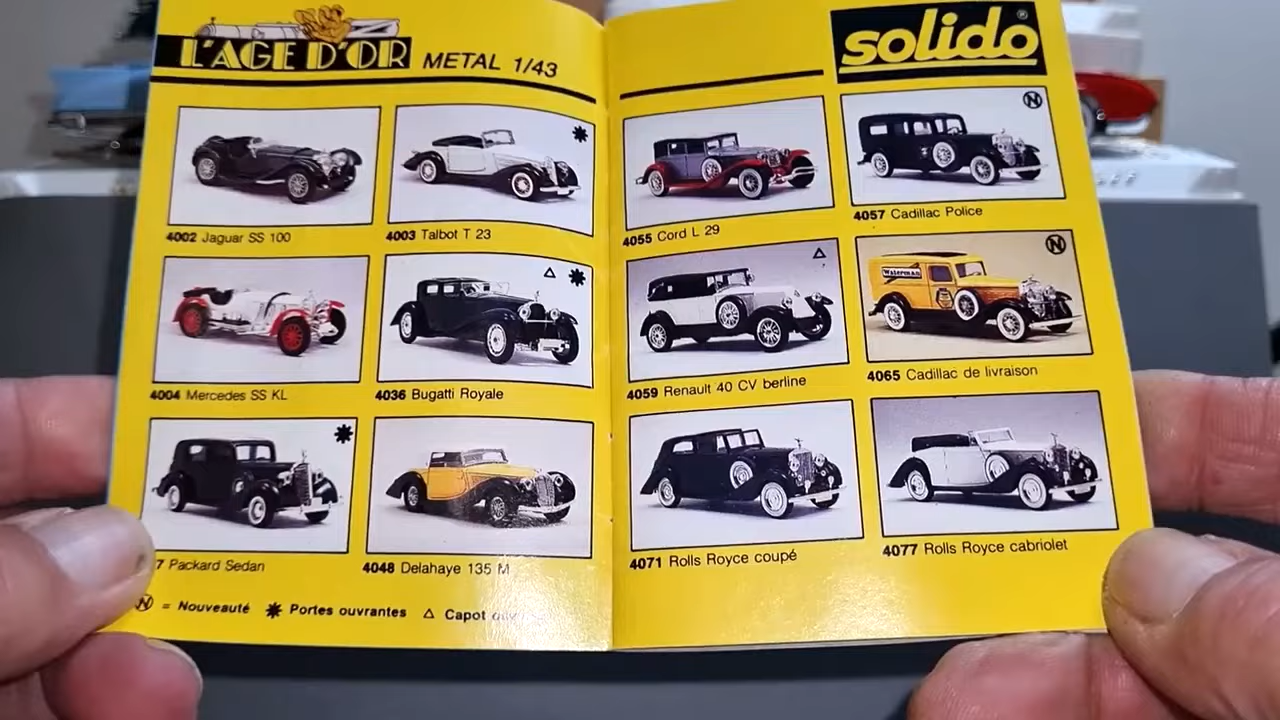 L'AGE D'OR METAL 1/43
solido®
4002 Jaguar SS 100
4003 Talbot T 23
4004 Mercedes SS KL
4036 Bugatti Royale
7 Packard Sedan
4048 Delahaye 135 M
N = Nouveauté ✷ Portes ouvrantes △ Capot
4055 Cord L 29
N
4057 Cadillac Police
4059 Renault 40 CV berline
N
Waterman
4065 Cadillac de livraison
4071 Rolls Royce coupé
4077 Rolls Royce cabriolet